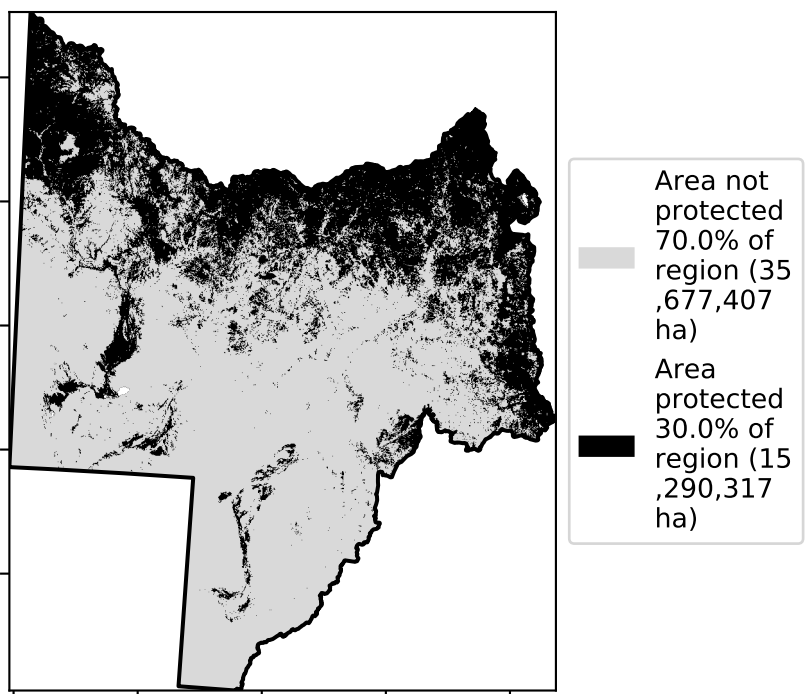 Area not
protected
70.0% of
region (35
,677,407
ha)
Area
protected
30.0% of
region (15
,290,317
ha)